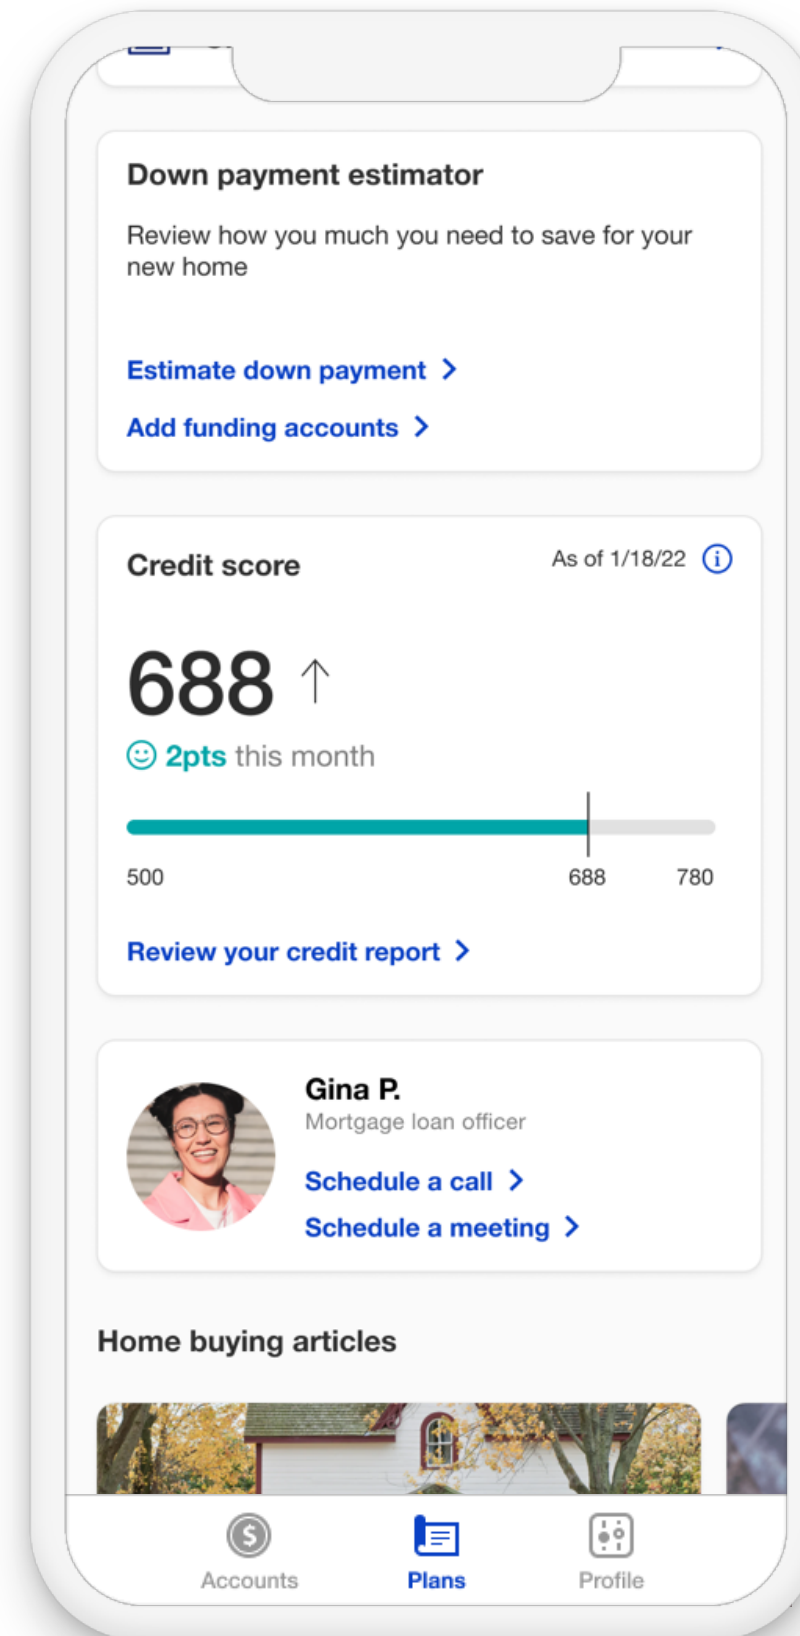 Down payment estimator
Review how you much you need to save for your
new home
Estimate down payment
Add funding accounts
Credit score
As of 1/18/22
688
2pts this month
500
688
780
Review your credit report
Gina P.
Mortgage loan officer
Schedule a call
Schedule a meeting
Home buying articles
Accounts
Plans
Profile